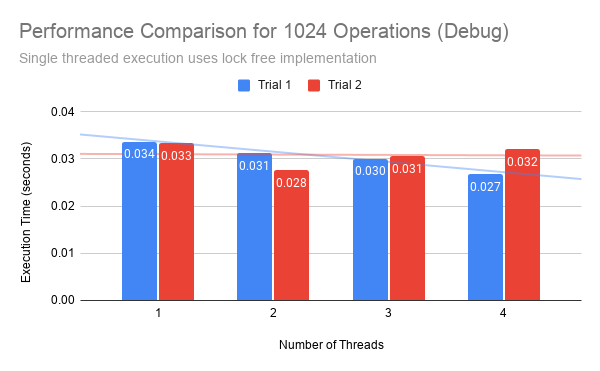 Performance Comparison for 1024 Operations (Debug)
Single threaded execution uses lock free implementation
Trial 1 Trial 2
0.04
0.03
0.02
0.01
0.00
Execution Time (seconds)
0.034 0.033
0.031 0.028
0.030 0.031
0.027 0.032
1 2 3 4
Number of Threads